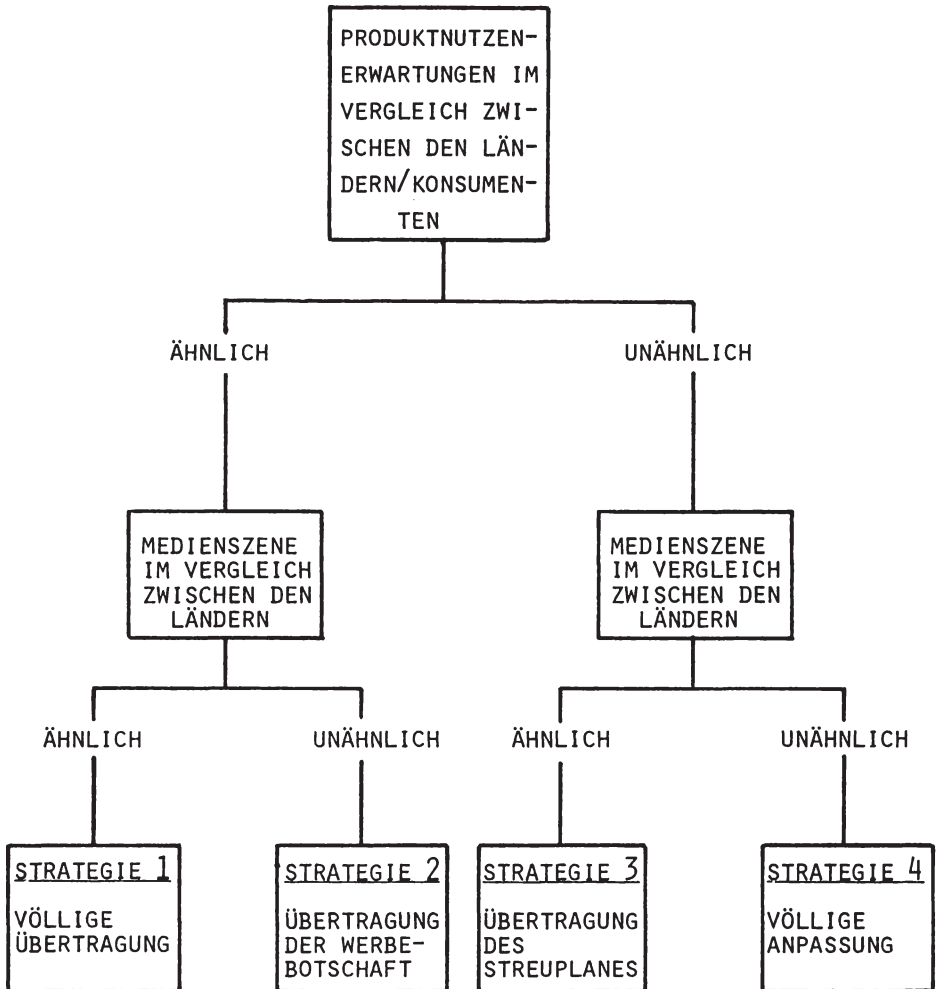 PRODUKTNUTZEN-
ERWARTUNGEN IM
VERGLEICH ZWI-
SCHEN DEN LÄN-
DERN/KONSUMEN-
TEN
ÄHNLICH
UNÄHNLICH
MEDIENSZENE
IM VERGLEICH
ZWISCHEN DEN
LÄNDERN
MEDIENSZENE
IM VERGLEICH
ZWISCHEN DEN
LÄNDERN
ÄHNLICH
UNÄHNLICH
ÄHNLICH
UNÄHNLICH
STRATEGIE 1
VÖLLIGE
ÜBERTRAGUNG
STRATEGIE 2
ÜBERTRAGUNG
DER WERBE-
BOTSCHAFT
STRATEGIE 3
ÜBERTRAGUNG
DES
STREUPLANES
STRATEGIE 4
VÖLLIGE
ANPASSUNG